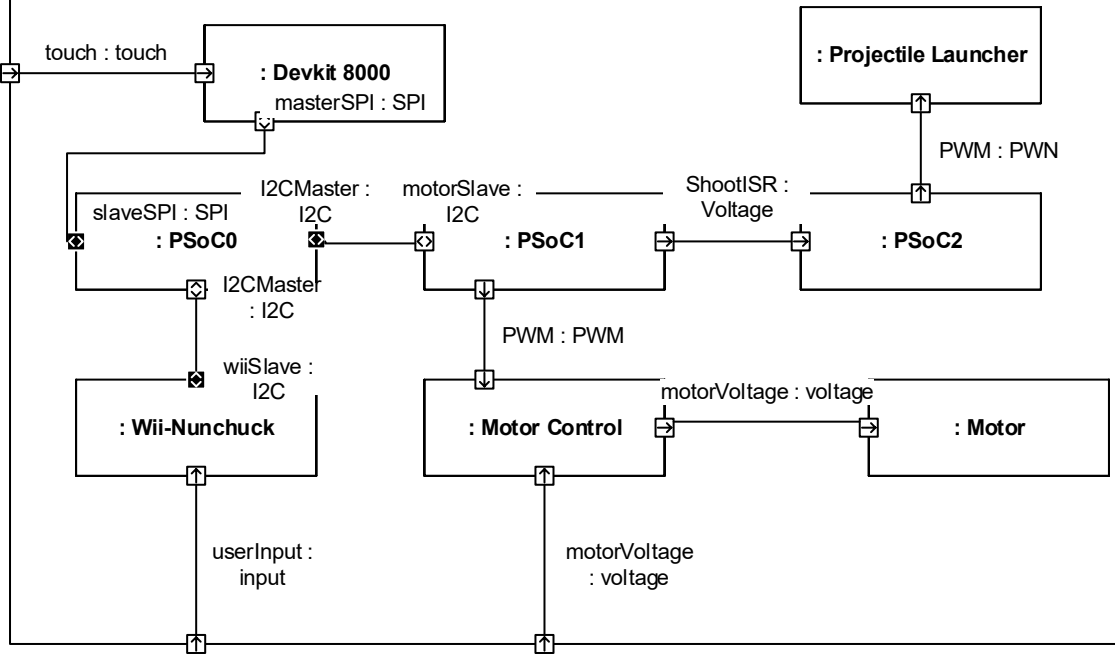 touch : touch
: Devkit 8000
masterSPI : SPI
: Projectile Launcher
PWM : PWN
slaveSPI : SPI
: PSoC0
I2CMaster :
I2C
motorSlave :
I2C
: PSoC1
ShootISR :
Voltage
: PSoC2
I2CMaster
: I2C
PWM : PWM
wiiSlave :
I2C
: Wii-Nunchuck
: Motor Control
motorVoltage : voltage
: Motor
userInput :
input
motorVoltage
: voltage